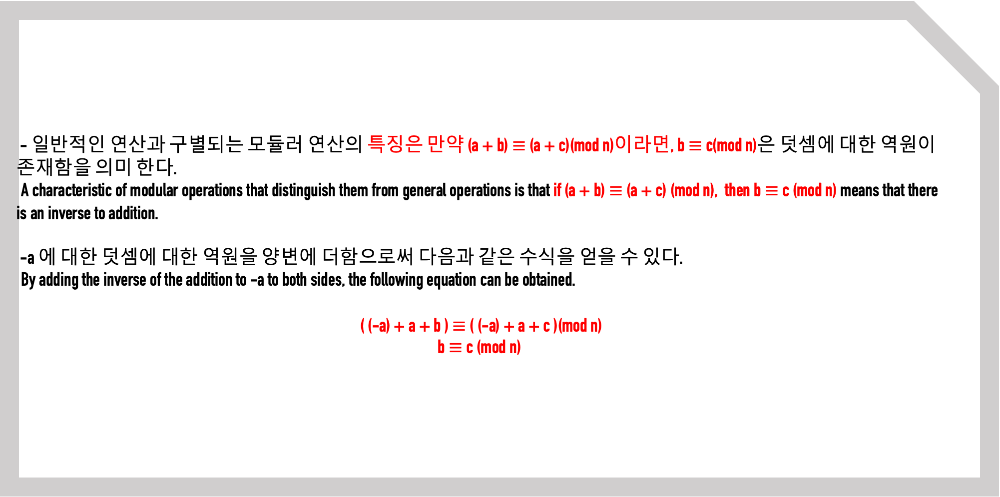 - 일반적인 연산과 구별되는 모듈러 연산의 특징은 만약 (a + b) ≡ (a + c)(mod n)이라면, b ≡ c(mod n)은 덧셈에 대한 역원이
존재함을 의미 한다.
A characteristic of modular operations that distinguish them from general operations is that if (a + b) ≡ (a + c) (mod n), then b ≡ c (mod n) means that there
is an inverse to addition.
-a 에 대한 덧셈에 대한 역원을 양변에 더함으로써 다음과 같은 수식을 얻을 수 있다.
By adding the inverse of the addition to -a to both sides, the following equation can be obtained.
( (-a) + a + b ) ≡ ( (-a) + a + c )(mod n)
b ≡ c (mod n)